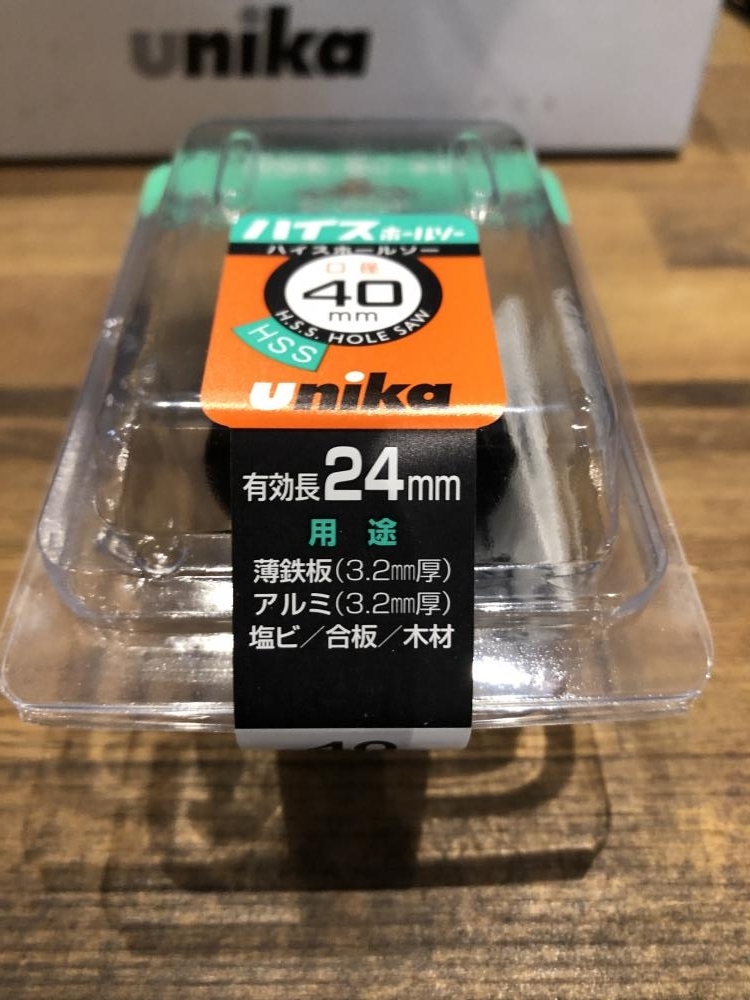 unika
ハイスホールソー
ハイスホールソー
口径
40
mm
H.S.S. HOLE SAW
HSS
unika
有効長24mm
用途
薄鉄板(3.2mm厚)
アルミ(3.2mm厚)
塩ビ/合板/木材